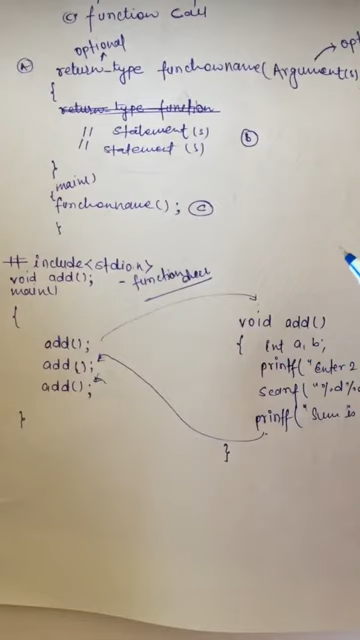 © function call
optional
Ⓐ return-type functionname(Argument(s)
{
return type function
// statement(s)
// statement (s) ⓑ
}
main()
{
functionname(); Ⓒ
}
# include<stdio.h>
void add(); - function decl
main()
{
add();
add();
add();
}
void add()
{ int a, b;
printf("Enter 2
scanf("%d%
printf("Sum is
}